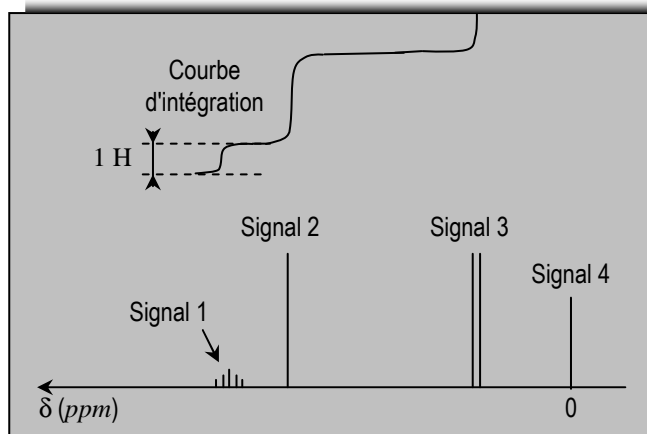 Courbe
d'intégration
1 H
Signal 2
Signal 3
Signal 4
Signal 1
δ (ppm)
0